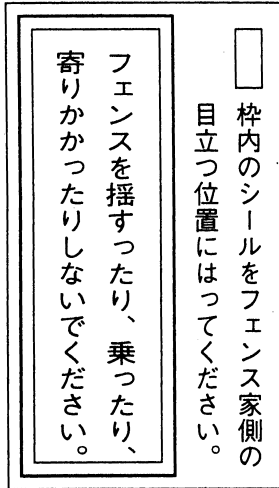 枠内のシールをフェンス家側の
目立つ位置にはってください。
フェンスを揺すったり、乗ったり、
寄りかかったりしないでください。